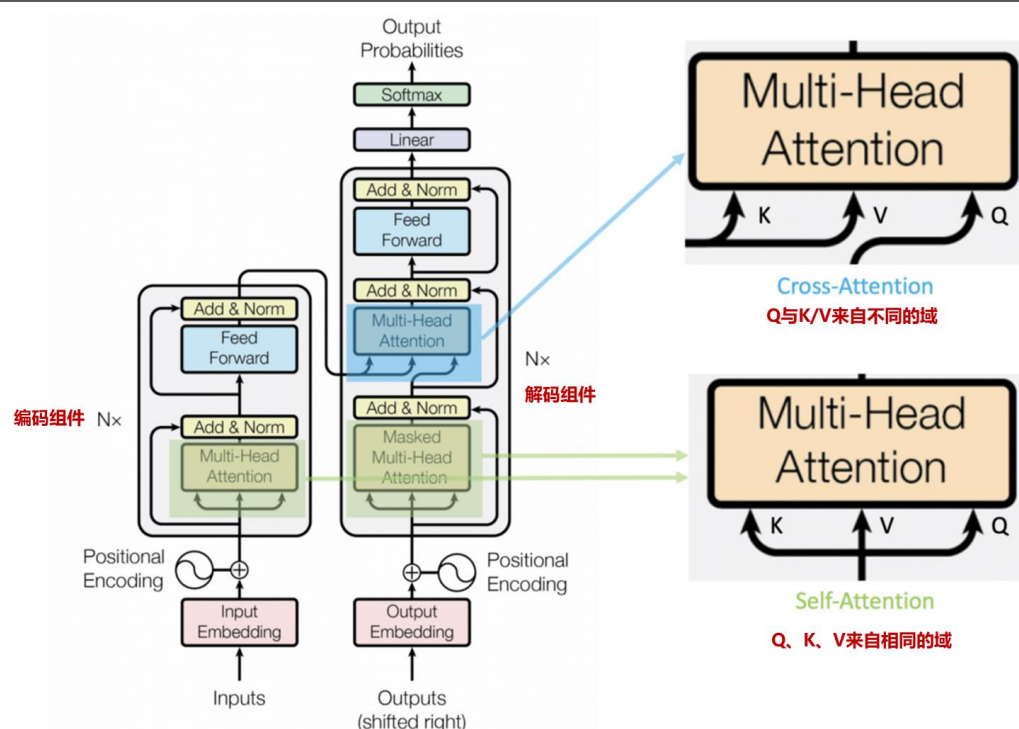 Output
Probabilities
Softmax
Linear
Add & Norm
Feed
Forward
Add & Norm
Multi-Head
Attention
Nx
解码组件
Add & Norm
Masked
Multi-Head
Attention
Positional
Encoding
Output
Embedding
Outputs
(shifted right)
Add & Norm
Feed
Forward
编码组件
Nx
Add & Norm
Multi-Head
Attention
Positional
Encoding
Input
Embedding
Inputs
Multi-Head
Attention
K
V
Q
Cross-Attention
Q与K/V来自不同的域
Multi-Head
Attention
K
V
Q
Self-Attention
Q、K、V来自相同的域